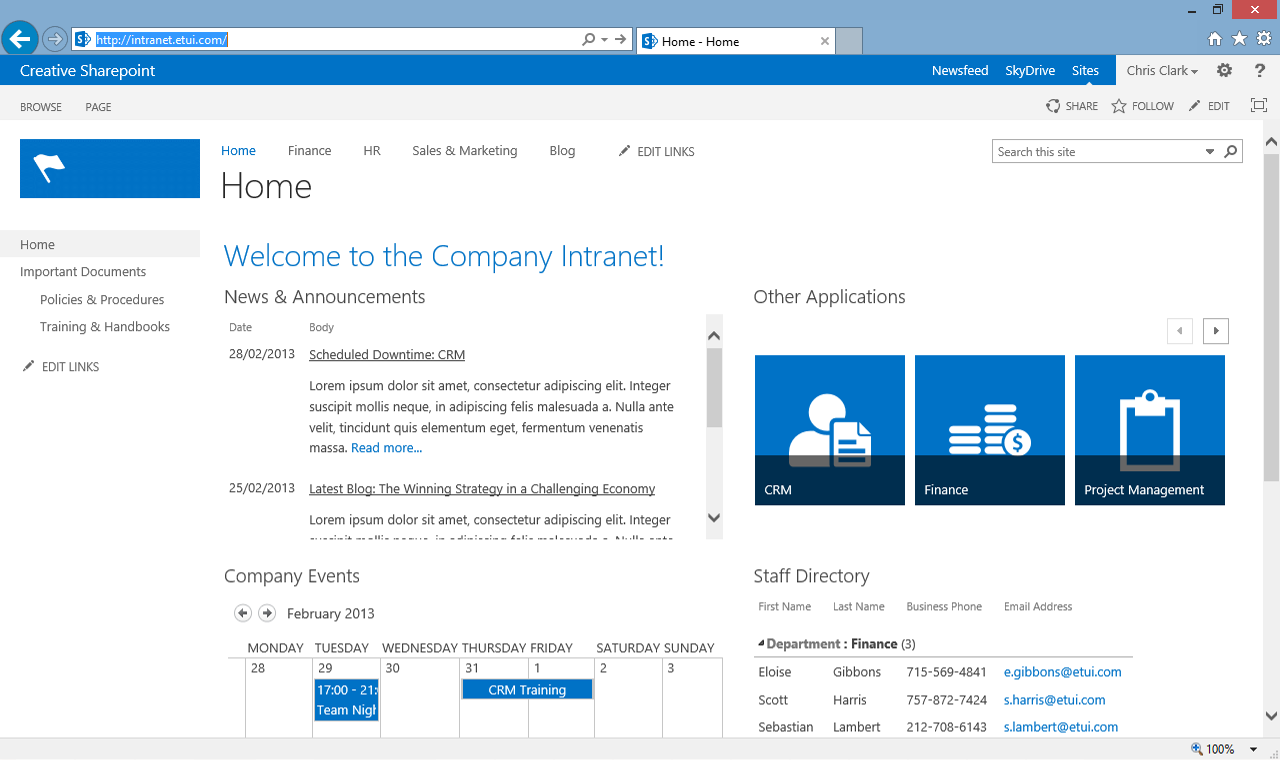 http://intranet.etui.com/
Home - Home
Creative Sharepoint
Newsfeed SkyDrive Sites Chris Clark ?
BROWSE PAGE
SHARE FOLLOW EDIT
Home Finance HR Sales & Marketing Blog EDIT LINKS
Search this site
Home
Home
Important Documents
Policies & Procedures
Training & Handbooks
EDIT LINKS
Welcome to the Company Intranet!
News & Announcements
Date Body
28/02/2013 Scheduled Downtime: CRM
Lorem ipsum dolor sit amet, consectetur adipiscing elit. Integer
suscipit mollis neque, in adipiscing felis malesuada a. Nulla ante
velit, tincidunt quis elementum eget, fermentum venenatis
massa. Read more...
25/02/2013 Latest Blog: The Winning Strategy in a Challenging Economy
Lorem ipsum dolor sit amet, consectetur adipiscing elit. Integer
Other Applications
CRM
Finance
Project Management
Company Events
February 2013
MONDAY TUESDAY WEDNESDAY THURSDAY FRIDAY SATURDAY SUNDAY
28 29 30 31 1 2 3
17:00 - 21:
Team Nigh
CRM Training
Staff Directory
First Name Last Name Business Phone Email Address
Department : Finance (3)
Eloise Gibbons 715-569-4841 e.gibbons@etui.com
Scott Harris 757-872-7424 s.harris@etui.com
Sebastian Lambert 212-708-6143 s.lambert@etui.com
100%